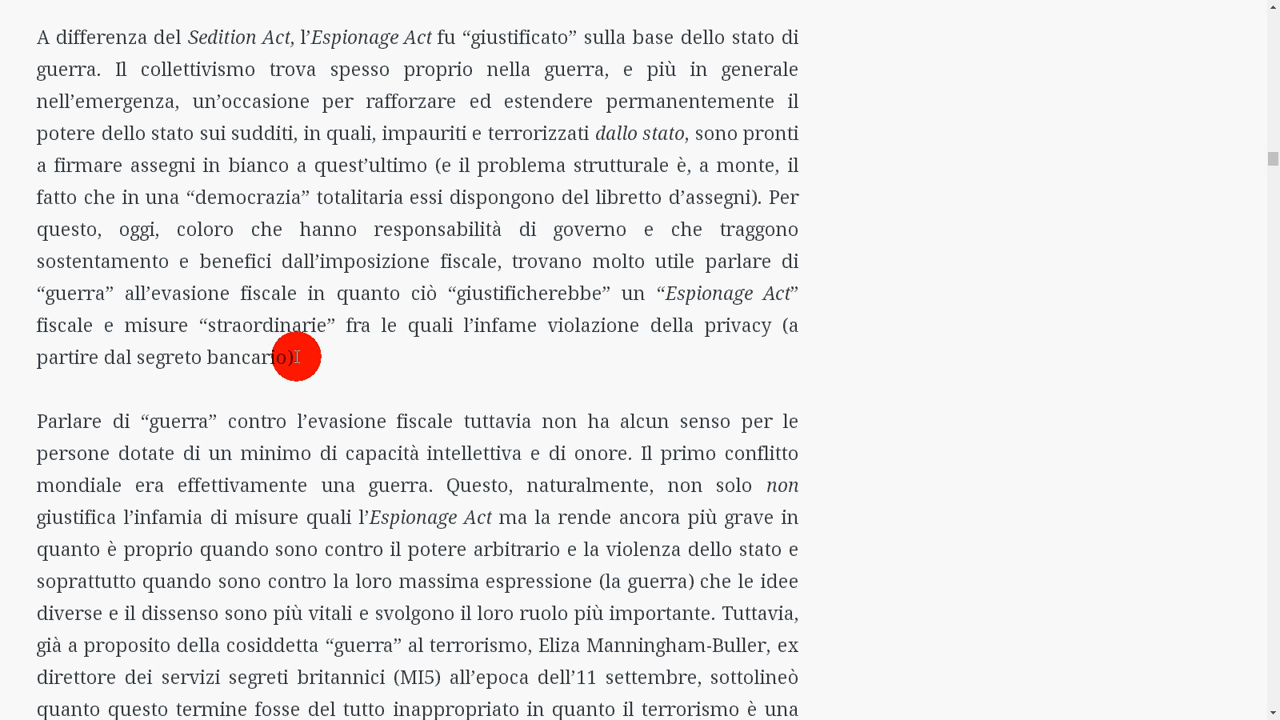 A differenza del Sedition Act, l’Espionage Act fu “giustificato” sulla base dello stato di
guerra. Il collettivismo trova spesso proprio nella guerra, e più in generale
nell’emergenza, un’occasione per rafforzare ed estendere permanentemente il
potere dello stato sui sudditi, in quali, impauriti e terrorizzati dallo stato, sono pronti
a firmare assegni in bianco a quest’ultimo (e il problema strutturale è, a monte, il
fatto che in una “democrazia” totalitaria essi dispongono del libretto d’assegni). Per
questo, oggi, coloro che hanno responsabilità di governo e che traggono
sostentamento e benefici dall’imposizione fiscale, trovano molto utile parlare di
“guerra” all’evasione fiscale in quanto ciò “giustificherebbe” un “Espionage Act”
fiscale e misure “straordinarie” fra le quali l’infame violazione della privacy (a
partire dal segreto bancario)
Parlare di “guerra” contro l’evasione fiscale tuttavia non ha alcun senso per le
persone dotate di un minimo di capacità intellettiva e di onore. Il primo conflitto
mondiale era effettivamente una guerra. Questo, naturalmente, non solo non
giustifica l’infamia di misure quali l’Espionage Act ma la rende ancora più grave in
quanto è proprio quando sono contro il potere arbitrario e la violenza dello stato e
soprattutto quando sono contro la loro massima espressione (la guerra) che le idee
diverse e il dissenso sono più vitali e svolgono il loro ruolo più importante. Tuttavia,
già a proposito della cosiddetta “guerra” al terrorismo, Eliza Manningham-Buller, ex
direttore dei servizi segreti britannici (MI5) all’epoca dell’11 settembre, sottolineò
quanto questo termine fosse del tutto inappropriato in quanto il terrorismo è una